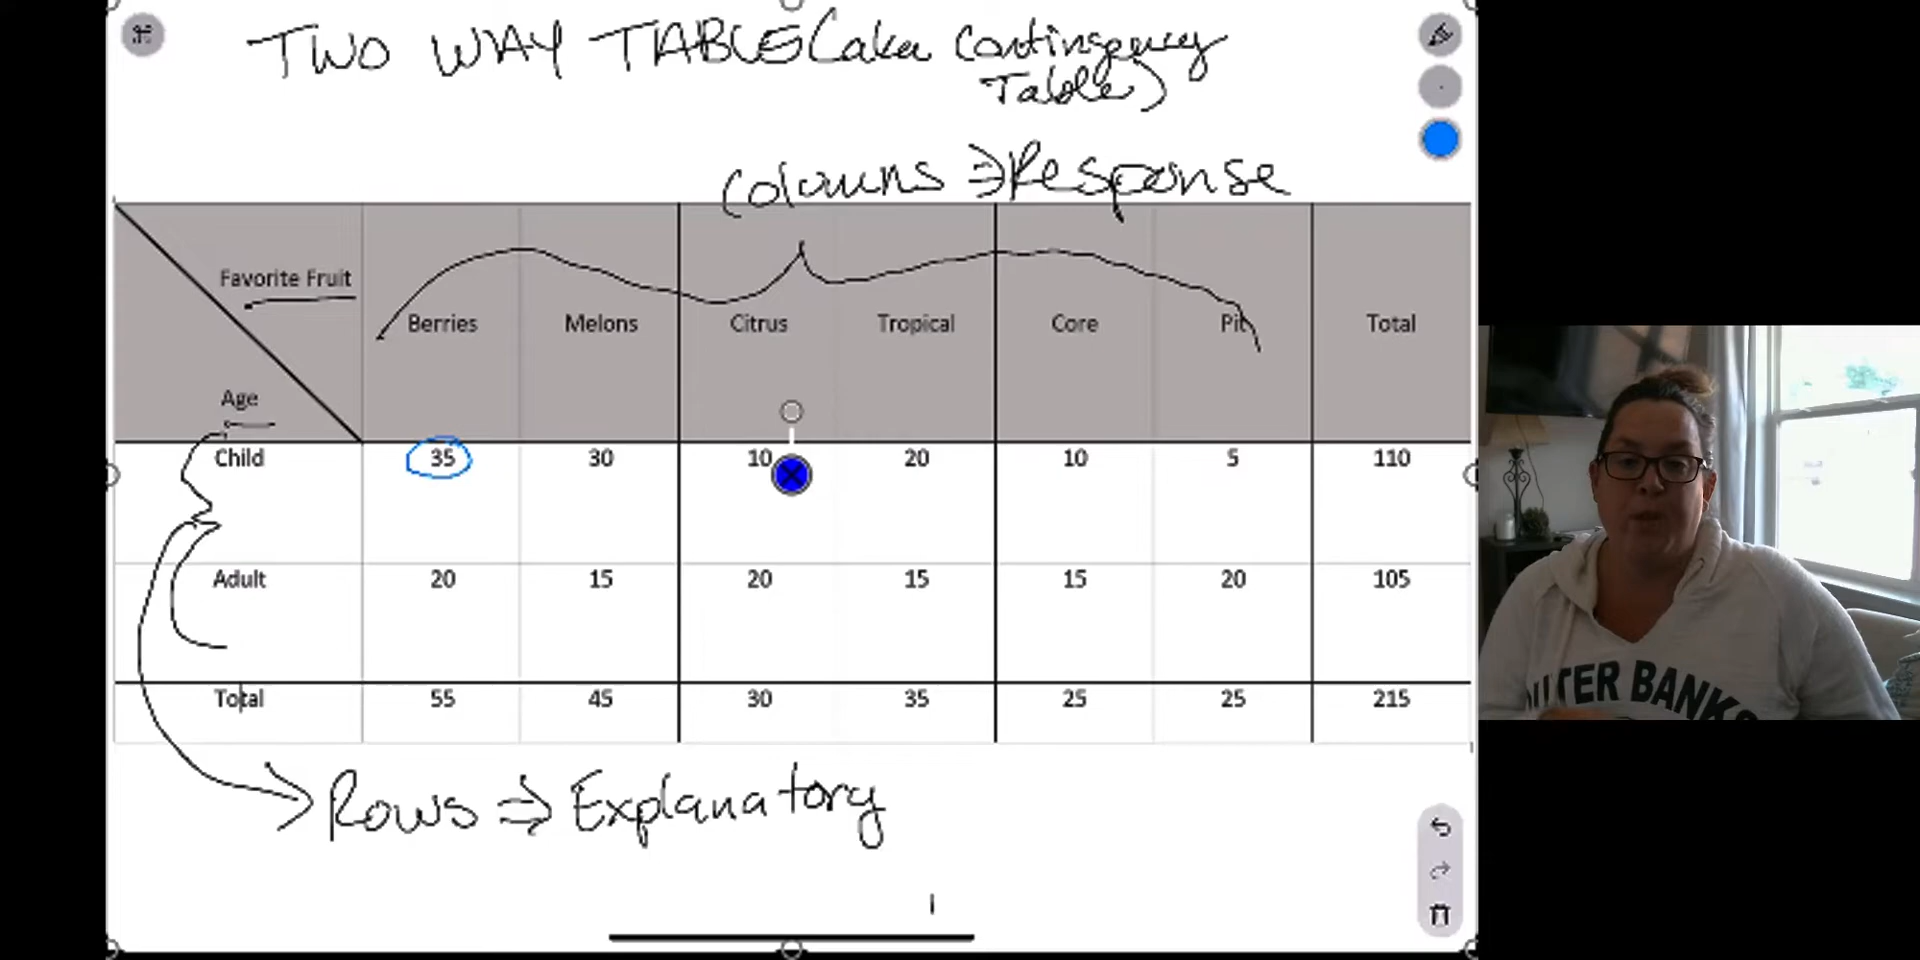 TWO WAY TABLE (aka Contingency
Table)
Columns ⇒ Response
Favorite Fruit
Berries Melons Citrus Tropical Core Pit Total
Age
Child 35 30 10 20 10 5 110
Adult 20 15 20 15 15 20 105
Total 55 45 30 35 25 25 215
Rows ⇒ Explanatory
UTER BANKS